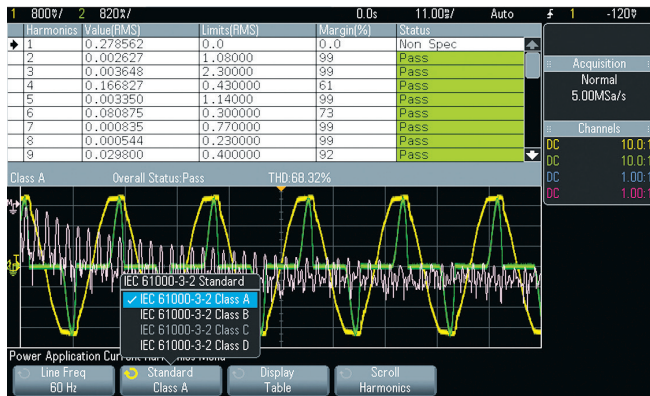 1 800V/ 2 820V/ 0.0s 11.00s/ Auto 1 -120V
Harmonics Value(RMS) Limits(RMS) Margin(%) Status
1 0.278562 0.0 0.0 Non Spec
2 0.002627 1.08000 99 Pass
3 0.003648 2.30000 99 Pass
4 0.166827 0.430000 61 Pass
5 0.003350 1.14000 99 Pass
6 0.080875 0.300000 73 Pass
7 0.000835 0.770000 99 Pass
8 0.000544 0.230000 99 Pass
9 0.029800 0.400000 92 Pass
Class A Overall Status:Pass THD:68.32%
Acquisition
Normal
5.00MSa/s
Channels
DC 10.0:1
DC 10.0:1
DC 1.00:1
DC 1.00:1
IEC 61000-3-2 Standard
IEC 61000-3-2 Class A
IEC 61000-3-2 Class B
IEC 61000-3-2 Class C
IEC 61000-3-2 Class D
Power Application Current Harmonics Menu
Line Freq
60 Hz
Standard
Class A
Display
Table
Scroll
Harmonics